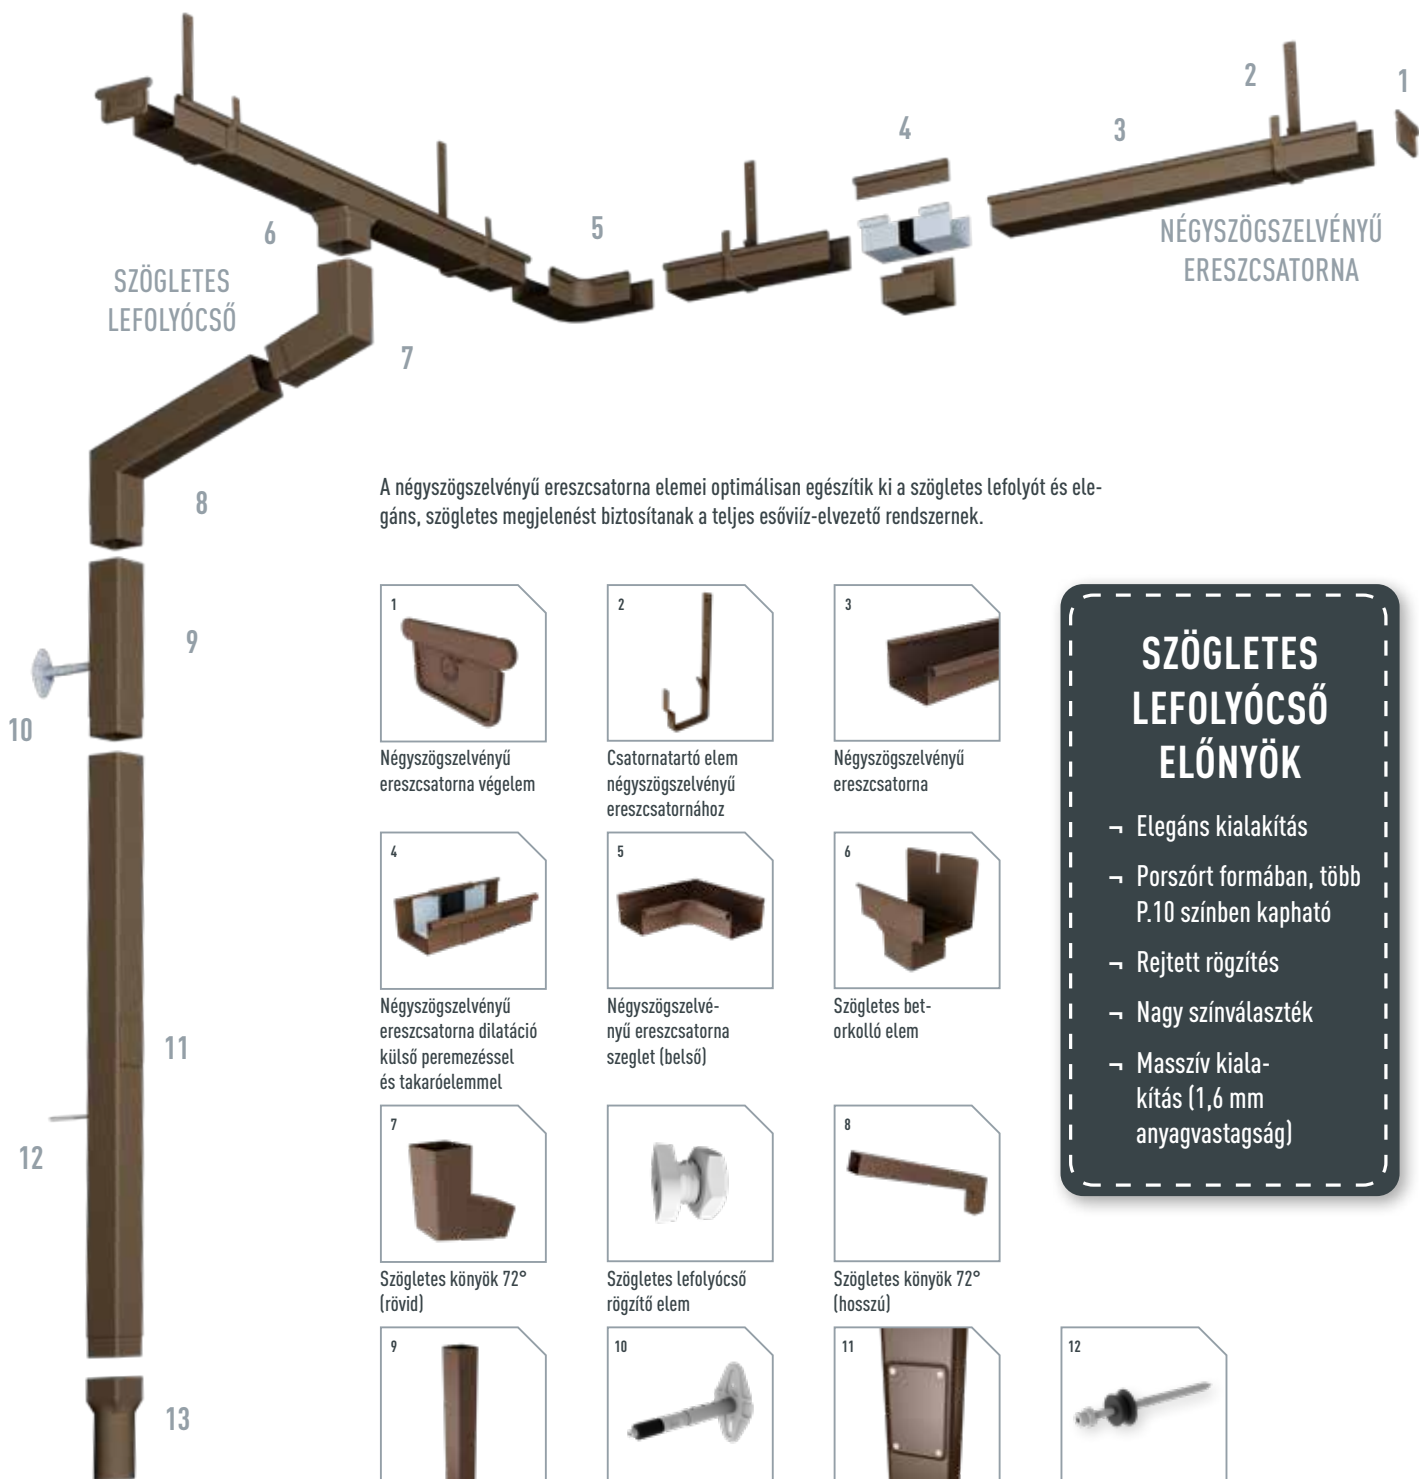 2
1
4
3
6
5
NÉGYSZÖGSZELVÉNYŰ
ERESZCSATORNA
SZÖGLETES
LEFOLYÓCSŐ
7
8
9
10
11
12
13
A négyszögszelvényű ereszcsatorna elemei optimálisan egészítik ki a szögletes lefolyót és ele-
gáns, szögletes megjelenést biztosítanak a teljes esővííz-elvezető rendszernek.
1
Négyszögszelvényű
ereszcsatorna végelem
2
Csatornatartó elem
négyszögszelvényű
ereszcsatornához
3
Négyszögszelvényű
ereszcsatorna
4
Négyszögszelvényű
ereszcsatorna dilatáció
külső peremezéssel
és takaróelemmel
5
Négyszögszelvé-
nyű ereszcsatorna
szeglet (belső)
6
Szögletes bet-
orkolló elem
7
Szögletes könyök 72°
(rövid)
Szögletes lefolyócső
rögzítő elem
8
Szögletes könyök 72°
(hosszú)
9
10
11
12
SZÖGLETES
LEFOLYÓCSŐ
ELŐNYÖK
¬ Elegáns kialakítás
¬ Porszórt formában, több
P.10 színben kapható
¬ Rejtett rögzítés
¬ Nagy színválaszték
¬ Masszív kiala-
kítás (1,6 mm
anyagvastagság)